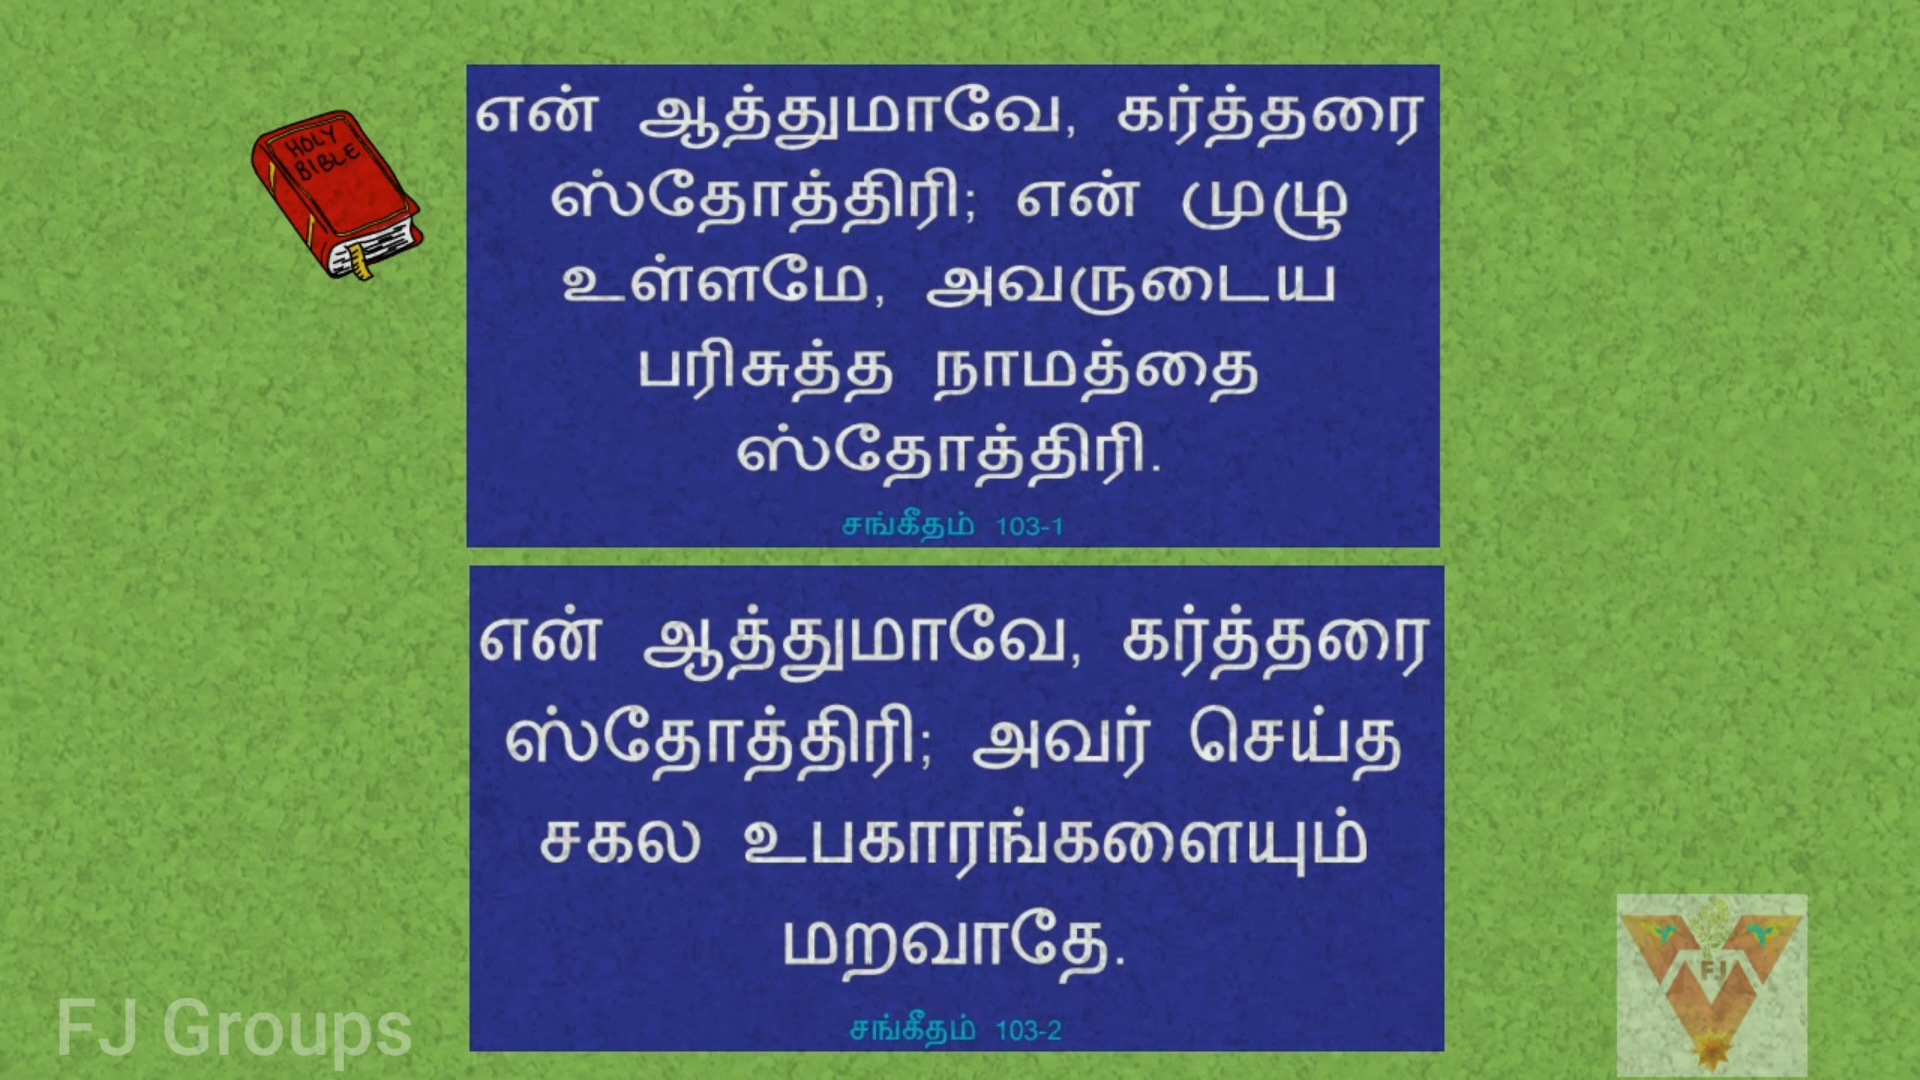 HOLY
BIBLE
என் ஆத்துமாவே, கர்த்தரை
ஸ்தோத்திரி; என் முழு
உள்ளமே, அவருடைய
பரிசுத்த நாமத்தை
ஸ்தோத்திரி.
சங்கீதம் 103-1
என் ஆத்துமாவே, கர்த்தரை
ஸ்தோத்திரி; அவர் செய்த
சகல உபகாரங்களையும்
மறவாதே.
சங்கீதம் 103-2
FJ Groups
FJ